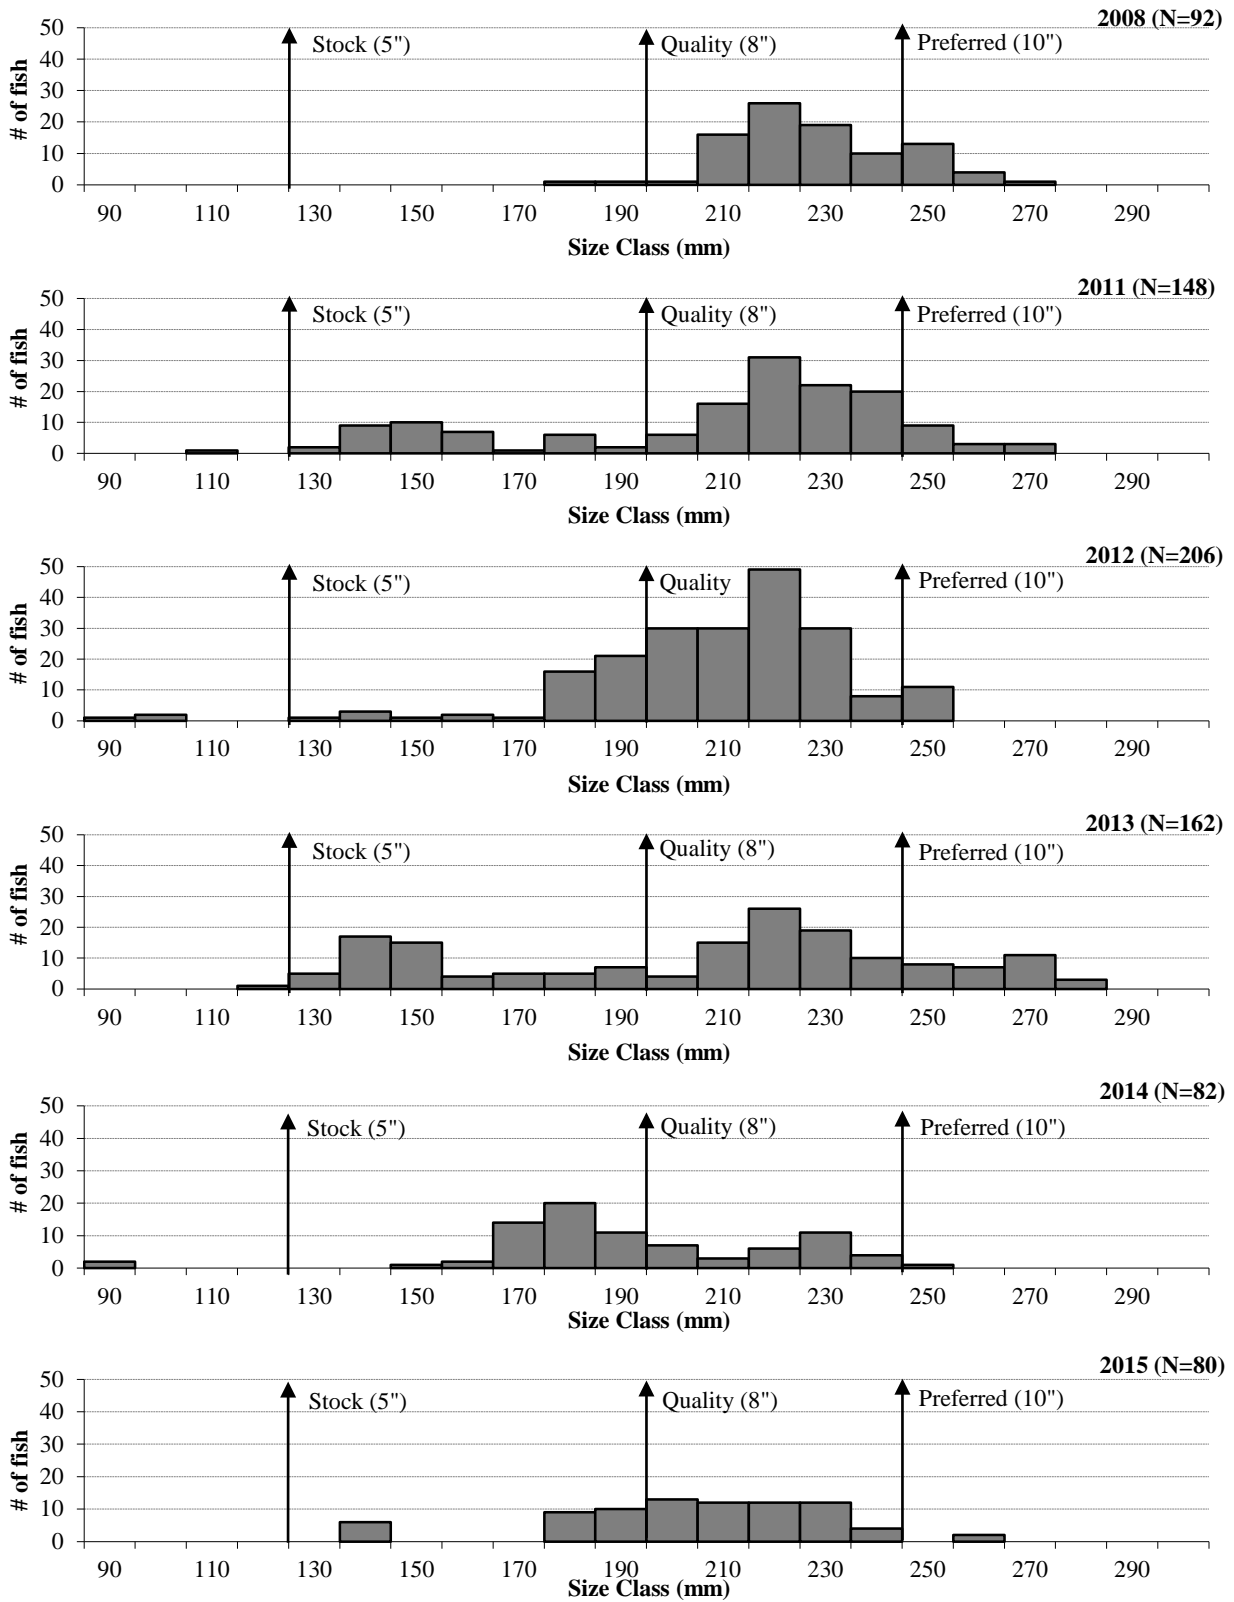 2008 (N=92)
50
40
30
20
10
0
# of fish
Stock (5")
Quality (8")
Preferred (10")
90 110 130 150 170 190 210 230 250 270 290
Size Class (mm)
2011 (N=148)
50
40
30
20
10
0
# of fish
Stock (5")
Quality (8")
Preferred (10")
90 110 130 150 170 190 210 230 250 270 290
Size Class (mm)
2012 (N=206)
50
40
30
20
10
0
# of fish
Stock (5")
Quality
Preferred (10")
90 110 130 150 170 190 210 230 250 270 290
Size Class (mm)
2013 (N=162)
50
40
30
20
10
0
# of fish
Stock (5")
Quality (8")
Preferred (10")
90 110 130 150 170 190 210 230 250 270 290
Size Class (mm)
2014 (N=82)
50
40
30
20
10
0
# of fish
Stock (5")
Quality (8")
Preferred (10")
90 110 130 150 170 190 210 230 250 270 290
Size Class (mm)
2015 (N=80)
50
40
30
20
10
0
# of fish
Stock (5")
Quality (8")
Preferred (10")
90 110 130 150 170 190 210 230 250 270 290
Size Class (mm)